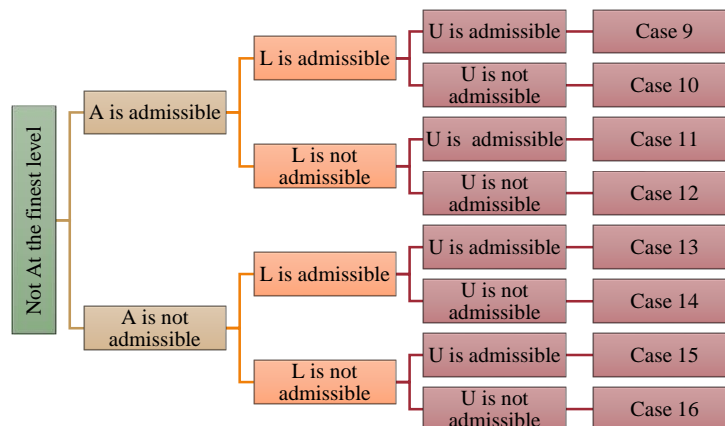 Not At the finest level
A is admissible
L is admissible
U is admissible
Case 9
U is not
admissible
Case 10
L is not
admissible
U is  admissible
Case 11
U is not
admissible
Case 12
A is not
admissible
L is admissible
U is admissible
Case 13
U is not
admissible
Case 14
L is not
admissible
U is admissible
Case 15
U is not
admissible
Case 16